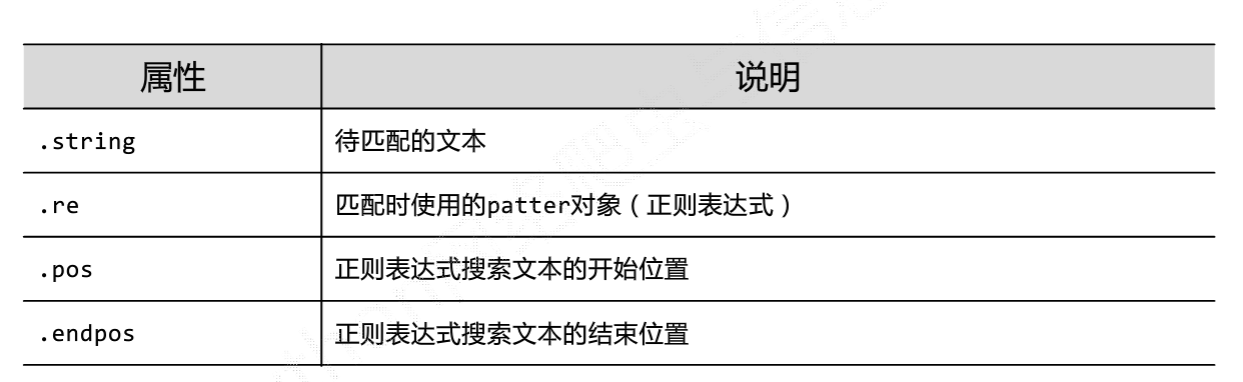 属性 说明
.string 待匹配的文本
.re 匹配时使用的patter对象（正则表达式）
.pos 正则表达式搜索文本的开始位置
.endpos 正则表达式搜索文本的结束位置